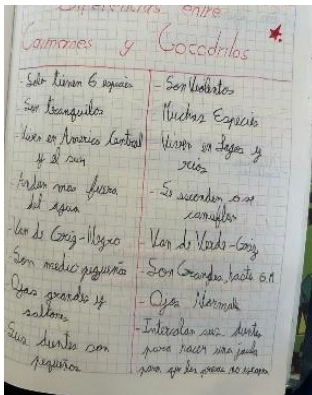 Diferencias entre
Caimanes y Cocodrilos
- Solo tienen 6 especies
- Son tranquilos
- Viven en America Central
y el sur
- Andan mas fuera
del agua
- Van de Gris-Negro
- Son medio pequeños
- Ojos grandes y
saltones
- Sus dientes son
pequeños
- Son Violentos
Muchas Especies
Viven en Lagos y
rios
- Se esconden o se
camuflan
- Van de Verde-Gris
- Son Grandes, hasta 6 M
- Ojos Normales
- Intercalan sus dientes
para hacer una jaula
para que las presas no escapen